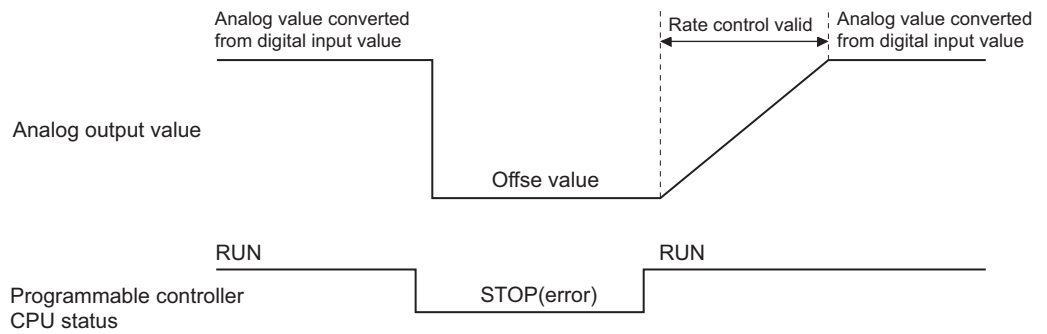 Analog value converted
from digital input value
Rate control valid
Analog value converted
from digital input value
Analog output value
Offse value
RUN
RUN
STOP(error)
Programmable controller
CPU status